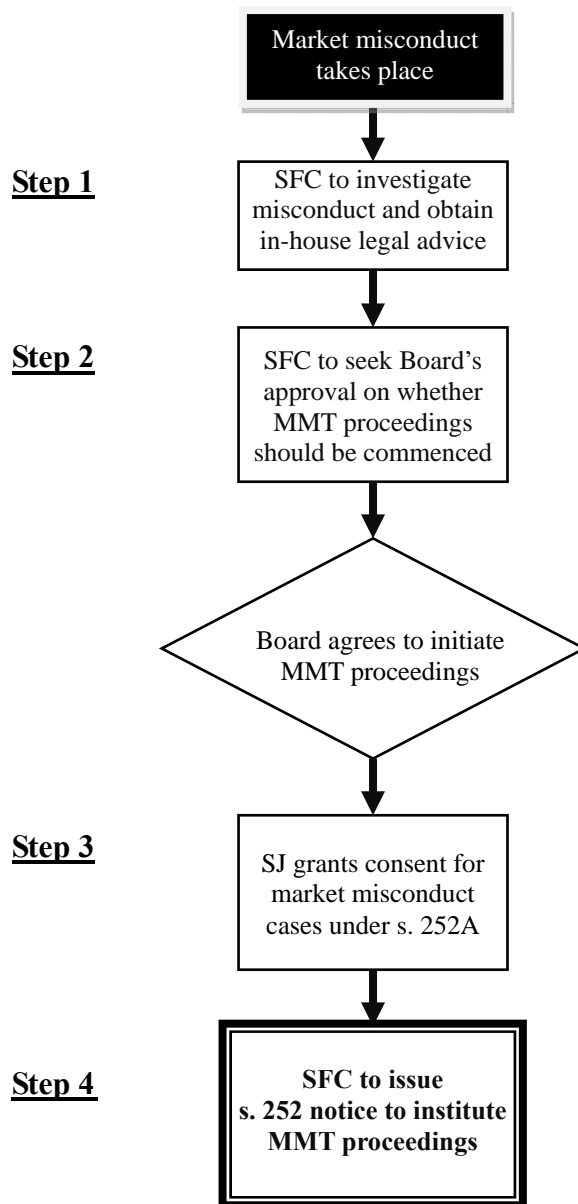 Market misconduct
takes place
Step 1
SFC to investigate
misconduct and obtain
in-house legal advice
Step 2
SFC to seek Board’s
approval on whether
MMT proceedings
should be commenced
Board agrees to initiate
MMT proceedings
Step 3
SJ grants consent for
market misconduct
cases under s. 252A
Step 4
SFC to issue
s. 252 notice to institute
MMT proceedings